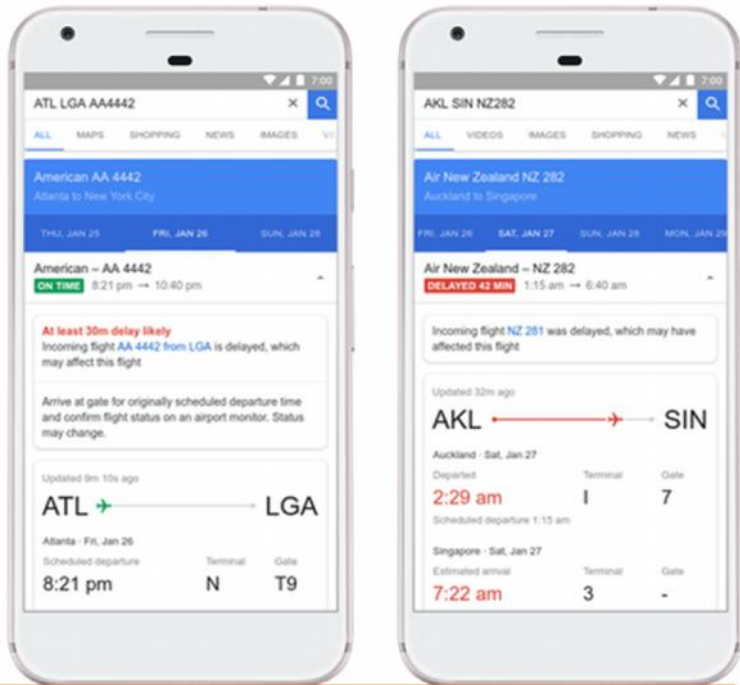 7:00
ATL LGA AA4442 ×
ALL MAPS SHOPPING NEWS IMAGES VI
American AA 4442
Atlanta to New York City
THU, JAN 25 FRI, JAN 26 SUN, JAN 28
American – AA 4442
ON TIME 8:21 pm → 10:40 pm
At least 30m delay likely
Incoming flight AA 4442 from LGA is delayed, which
may affect this flight
Arrive at gate for originally scheduled departure time
and confirm flight status on an airport monitor. Status
may change.
Updated 9m 10s ago
ATL LGA
Atlanta · Fri, Jan 26
Scheduled departure Terminal Gate
8:21 pm N T9
7:00
AKL SIN NZ282 ×
ALL VIDEOS IMAGES SHOPPING NEWS
Air New Zealand NZ 282
Auckland to Singapore
FRI, JAN 26 SAT, JAN 27 SUN, JAN 28 MON, JAN 29
Air New Zealand – NZ 282
DELAYED 42 MIN 1:15 am → 6:40 am
Incoming flight NZ 281 was delayed, which may have
affected this flight
Updated 32m ago
AKL SIN
Auckland · Sat, Jan 27
Departed Terminal Gate
2:29 am I 7
Scheduled departure 1:15 am
Singapore · Sat, Jan 27
Estimated arrival Terminal Gate
7:22 am 3 -